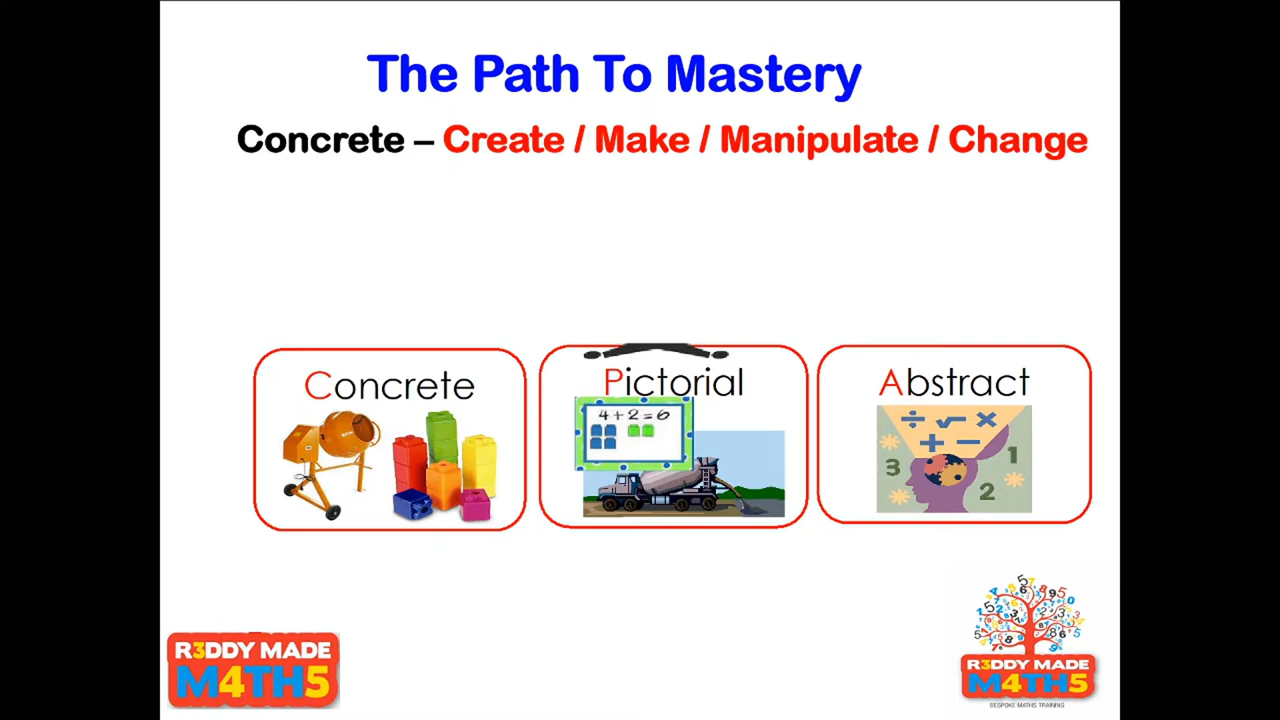 The Path To Mastery
Concrete – Create / Make / Manipulate / Change
Concrete
Pictorial
4+2=6
Abstract
÷ √ ×
+ −
3
1
2
R3DDY MADE
M4TH5
R3DDY MADE
M4TH5
BESPOKE MATHS TRAINING